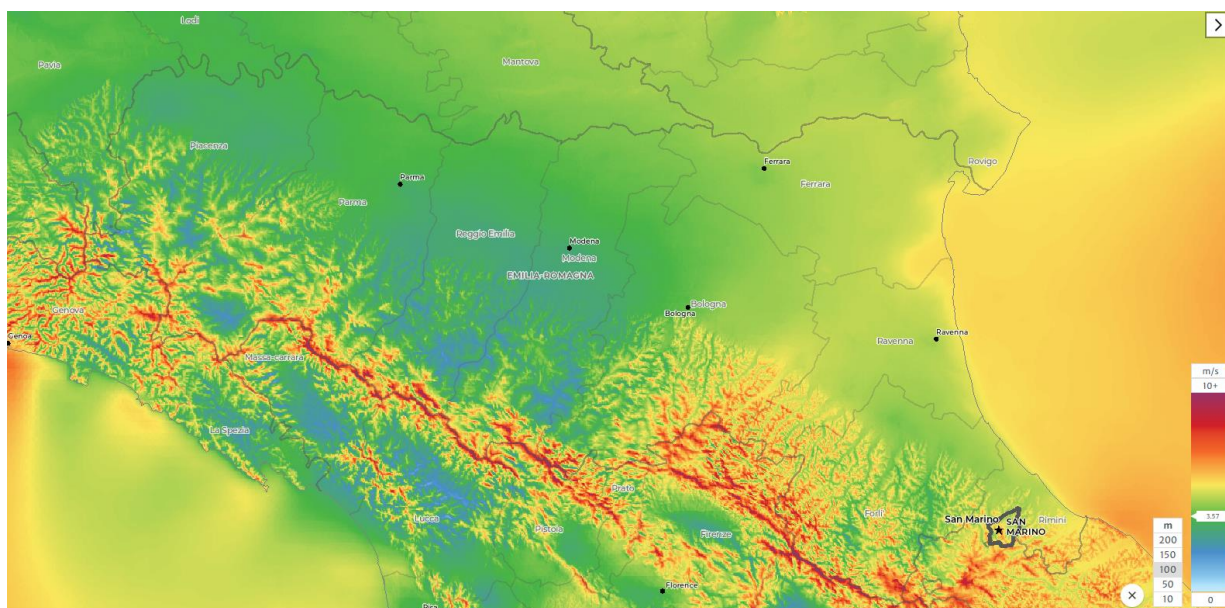 Lodi
Pavia
Mantova
Piacenza
Parma
Parma
Ferrara
Ferrara
Rovigo
Reggio Emilia
Modena
Modena
EMILIA-ROMAGNA
Bologna
Bologna
Genova
Genoa
Massa-carrara
Ravenna
Ravenna
La Spezia
Lucca
Prato
Pistoia
Firenze
Forlì
San Marino
SAN
MARINO
Rimini
Florence
Pisa
m/s
10+
3.57
0
m
200
150
100
50
10